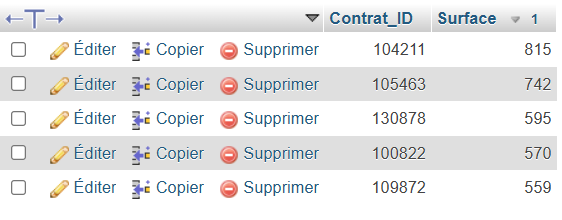 Contrat_ID Surface 1
Éditer Copier Supprimer 104211 815
Éditer Copier Supprimer 105463 742
Éditer Copier Supprimer 130878 595
Éditer Copier Supprimer 100822 570
Éditer Copier Supprimer 109872 559